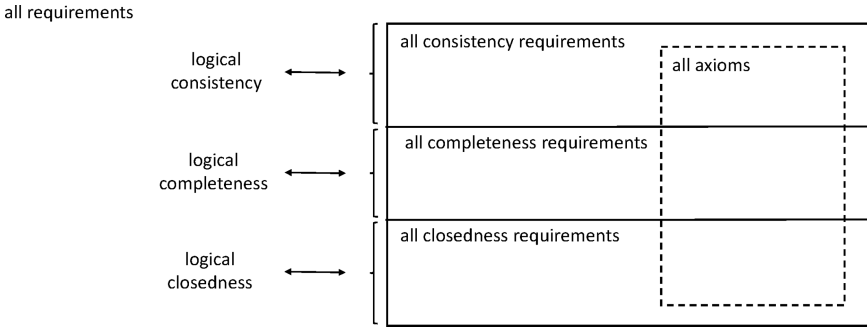 all requirements
logical
consistency
all consistency requirements
all axioms
logical
completeness
all completeness requirements
logical
closedness
all closedness requirements